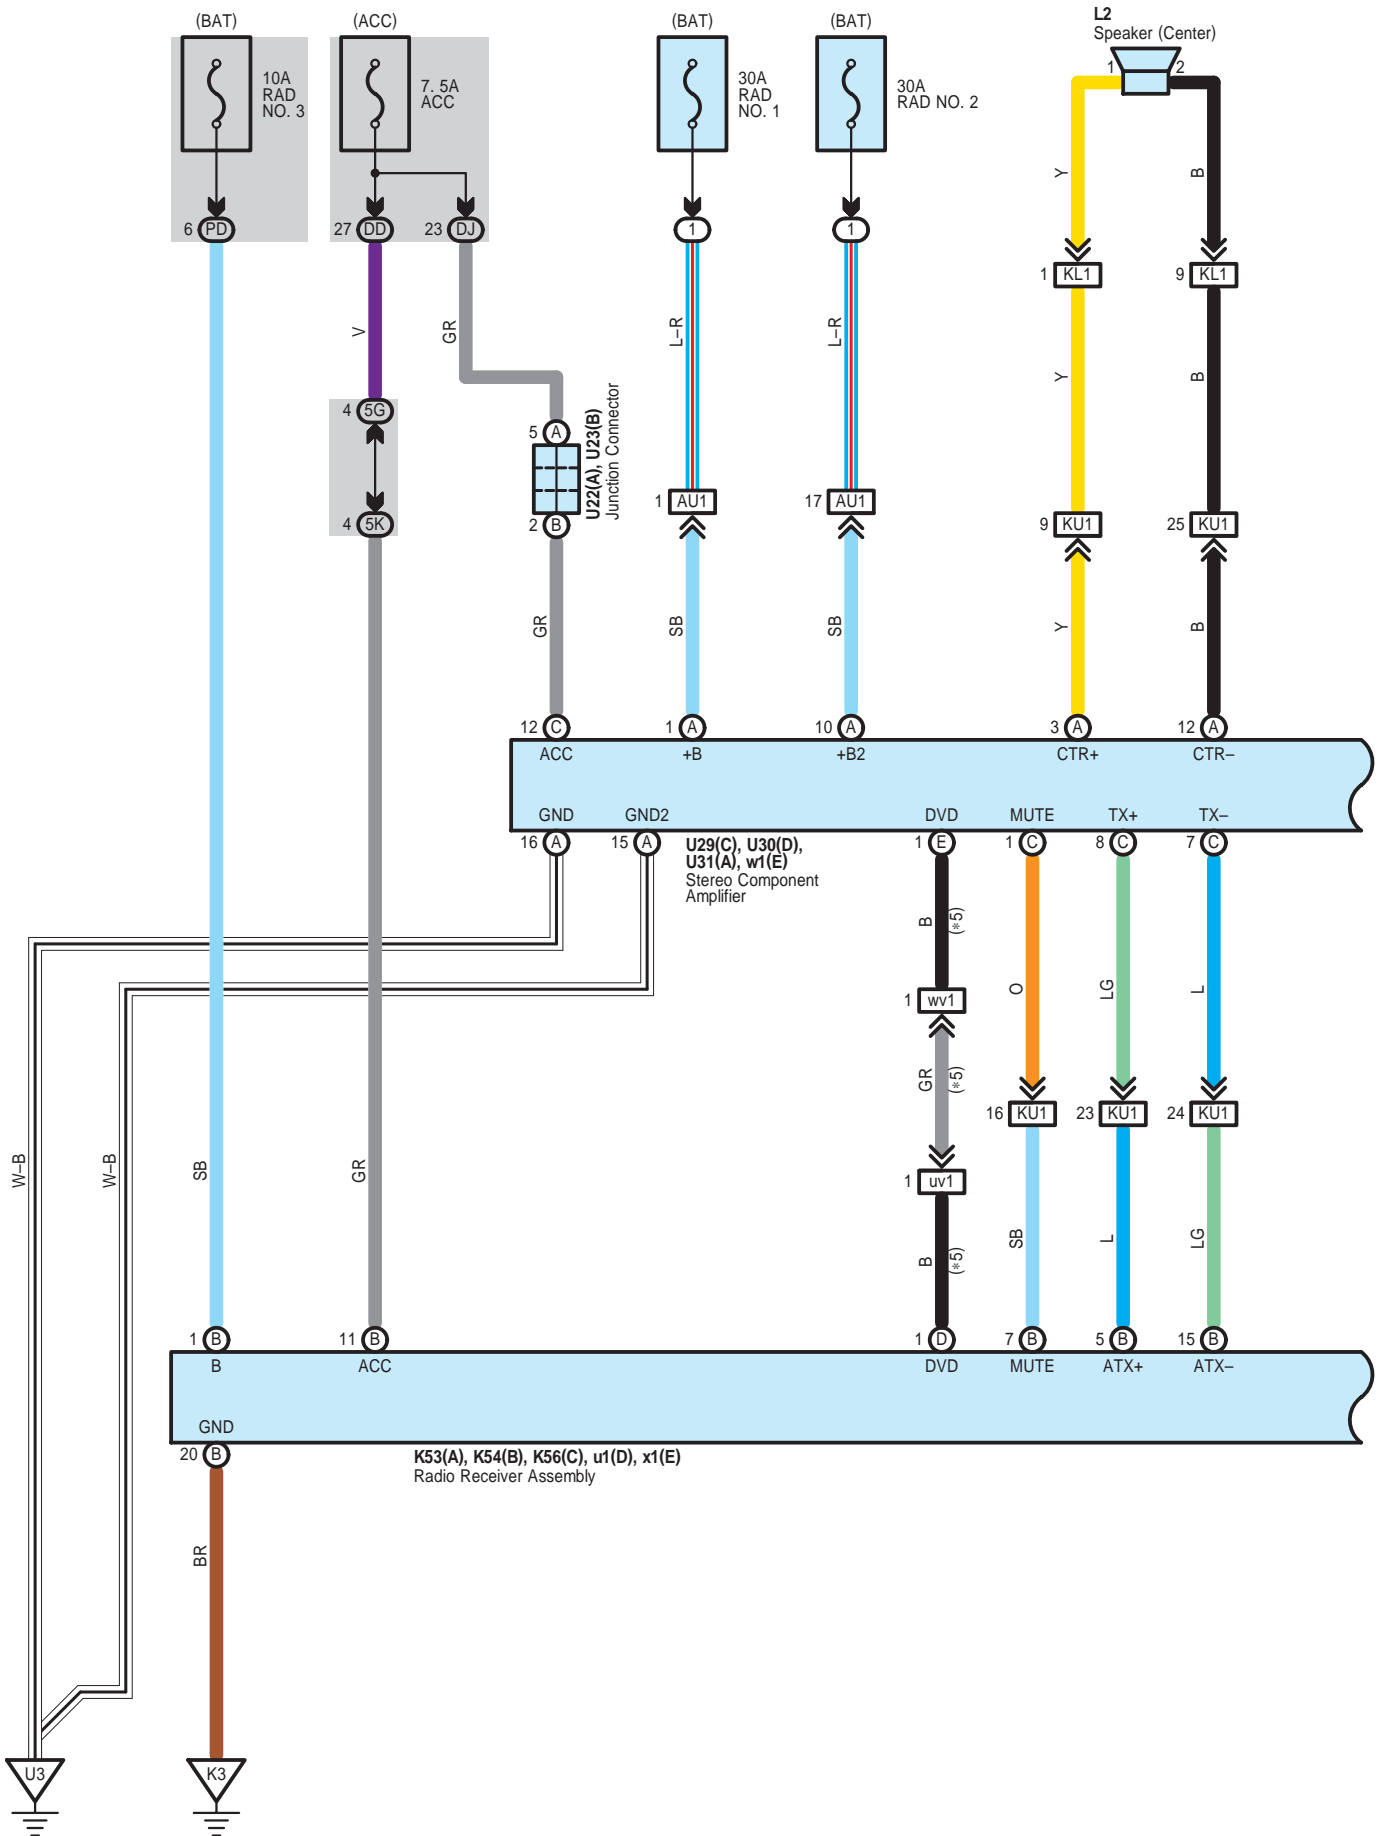 (BAT)
(ACC)
(BAT)
(BAT)
L2
Speaker (Center)
10A
RAD
NO. 3
7. 5A
ACC
30A
RAD
NO. 1
30A
RAD NO. 2
1
2
Y
B
6 PD
27 DD
23 DJ
1
1
1 KL1
9 KL1
V
GR
L–R
L–R
Y
B
4 5G
5 A
U22(A), U23(B)
Junction Connector
1 AU1
17 AU1
4 5K
2 B
9 KU1
25 KU1
GR
SB
SB
Y
B
12 C
1 A
10 A
3 A
12 A
ACC
+B
+B2
CTR+
CTR–
GND
GND2
DVD
MUTE
TX+
TX–
16 A
15 A
1 E
1 C
8 C
7 C
U29(C), U30(D),
U31(A), w1(E)
Stereo Component
Amplifier
B
(*5)
1 wv1
O
LG
L
GR
(*5)
16 KU1
23 KU1
24 KU1
W–B
W–B
SB
GR
1 uv1
B
(*5)
SB
L
LG
1 B
11 B
1 D
7 B
5 B
15 B
B
ACC
DVD
MUTE
ATX+
ATX–
GND
20 B
K53(A), K54(B), K56(C), u1(D), x1(E)
Radio Receiver Assembly
BR
U3
K3